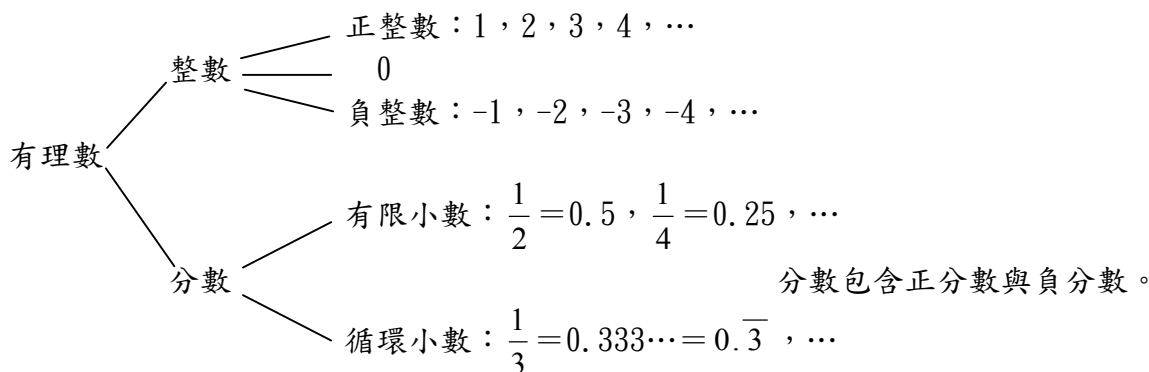 正整數：1，2，3，4，…
整數
0
負整數：-1，-2，-3，-4，…
有理數
有限小數：1/2＝0.5，1/4＝0.25，…
分數
分數包含正分數與負分數。
循環小數：1/3＝0.333…＝0.3̅，…